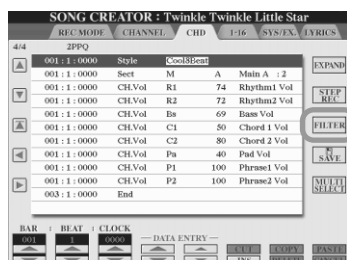 SONG CREATOR : Twinkle Twinkle Little Star
REC MODE CHANNEL CHD 1-16 SYS/EX. LYRICS
4/4 2PPQ
001 : 1 : 0000 Style Cool8Beat
001 : 1 : 0000 Sect M A Main A : 2
001 : 1 : 0000 CH.Vol R1 74 Rhythm1 Vol
001 : 1 : 0000 CH.Vol R2 72 Rhythm2 Vol
001 : 1 : 0000 CH.Vol Bs 69 Bass Vol
001 : 1 : 0000 CH.Vol C1 50 Chord 1 Vol
001 : 1 : 0000 CH.Vol C2 80 Chord 2 Vol
001 : 1 : 0000 CH.Vol Pa 40 Pad Vol
001 : 1 : 0000 CH.Vol P1 100 Phrase1 Vol
001 : 1 : 0000 CH.Vol P2 100 Phrase2 Vol
003 : 1 : 0000 End
EXPAND
STEP
REC
FILTER
SAVE
MULTI
SELECT
BAR : BEAT : CLOCK
001 1 0000 DATA ENTRY
CUT COPY PASTE
INS